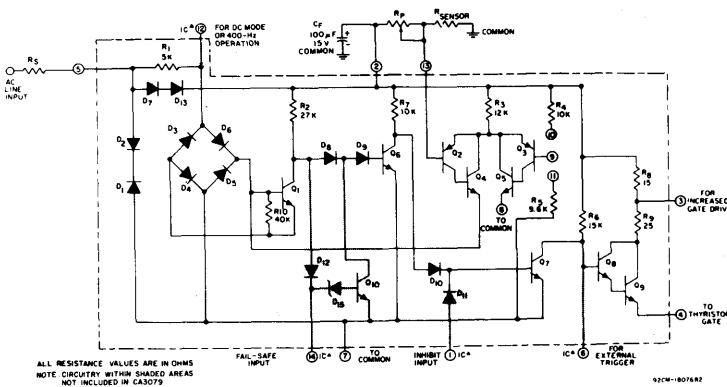 IC▲ ⑫
FOR DC MODE
OR 400-Hz
OPERATION
CF
100μF
15V
COMMON
RP
RSENSOR
COMMON
RS
⑤
AC
LINE
INPUT
R1
5K
②
⑬
D7
D13
R2
27K
R7
10K
R3
12K
R4
10K
⑩
D2
D3
D6
D8
D9
Q6
Q2
Q4
Q5
Q3
⑨
⑪
D1
D4
D5
Q1
R10
40K
⑧
TO
COMMON
R5
9.6K
R8
15
FOR
③ INCREASED
GATE DRIVE
R6
15K
R9
25
D12
D15
Q10
D10
D11
Q7
Q8
Q9
④
TO
THYRISTOR
GATE
⑭ IC▲
⑦
① IC▲
IC▲ ⑥
FAIL-SAFE
INPUT
TO
COMMON
INHIBIT
INPUT
FOR
EXTERNAL
TRIGGER
ALL RESISTANCE VALUES ARE IN OHMS
NOTE: CIRCUITRY WITHIN SHADED AREAS
NOT INCLUDED IN CA3079
92CM-18076R2